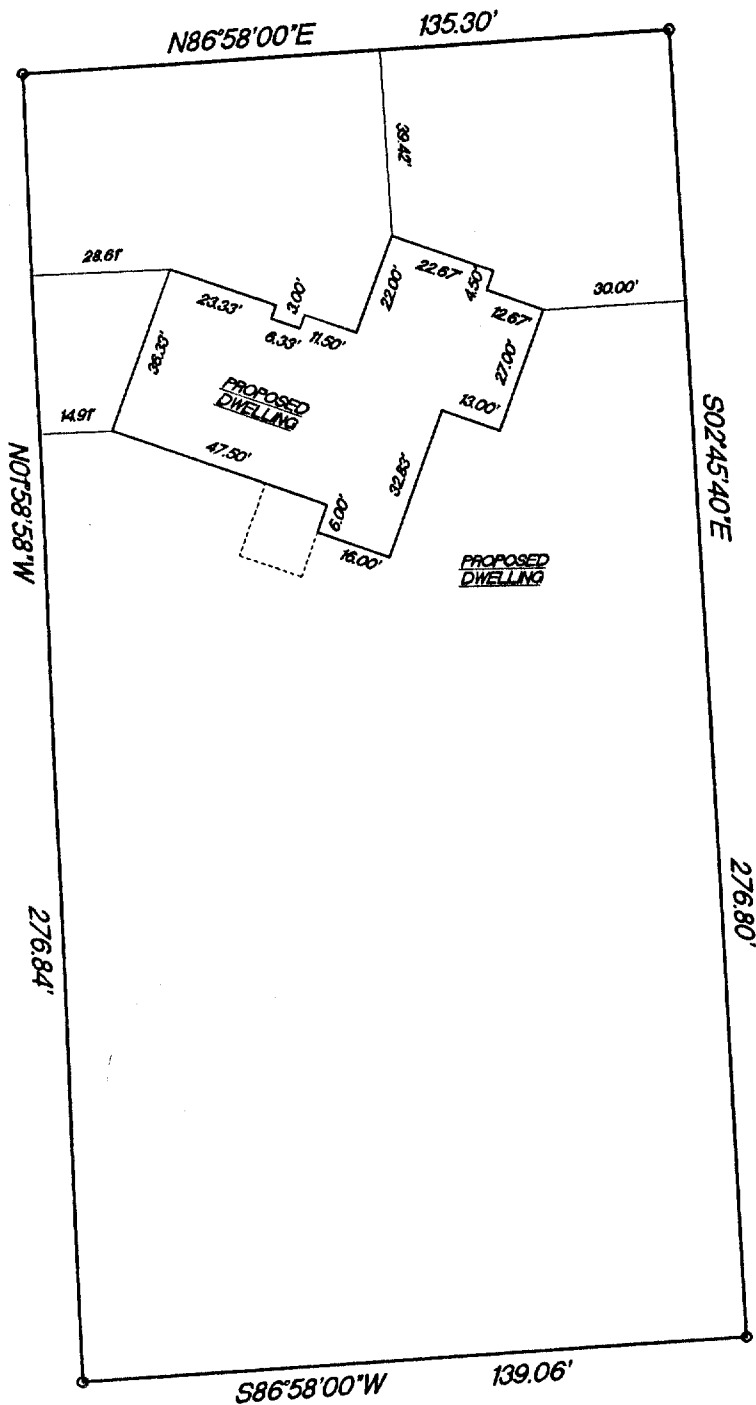 N86°58'00"E
135.30'
39.42'
28.61'
22.67'
4.50'
30.00'
23.33'
3.00'
22.00'
12.67'
6.33'
11.50'
36.33'
27.00'
PROPOSED
DWELLING
13.00'
14.91'
S02°45'40"E
N01°58'58"W
47.50'
32.83'
6.00'
16.00'
PROPOSED
DWELLING
276.84'
276.80'
S86°58'00"W
139.06'